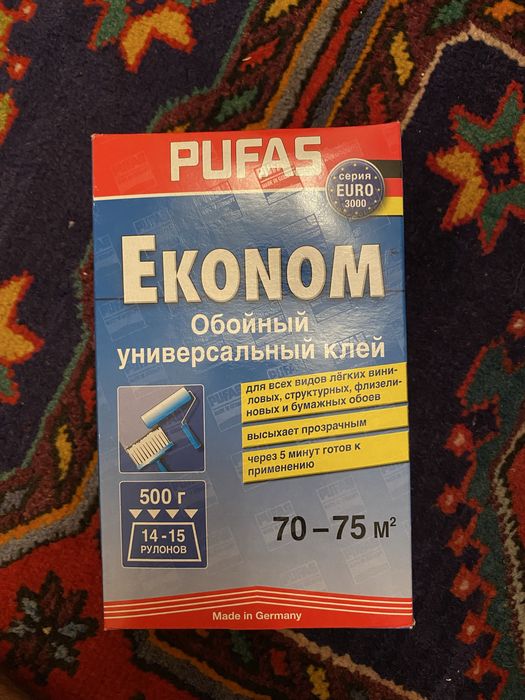 PUFAS
серия
EURO
3000
EKONOM
Обойный
универсальный клей
для всех видов лёгких вини-
ловых, структурных, флизели-
новых и бумажных обоев
высыхает прозрачным
через 5 минут готов к
применению
500 г
14-15
РУЛОНОВ
70 – 75 м²
Made in Germany